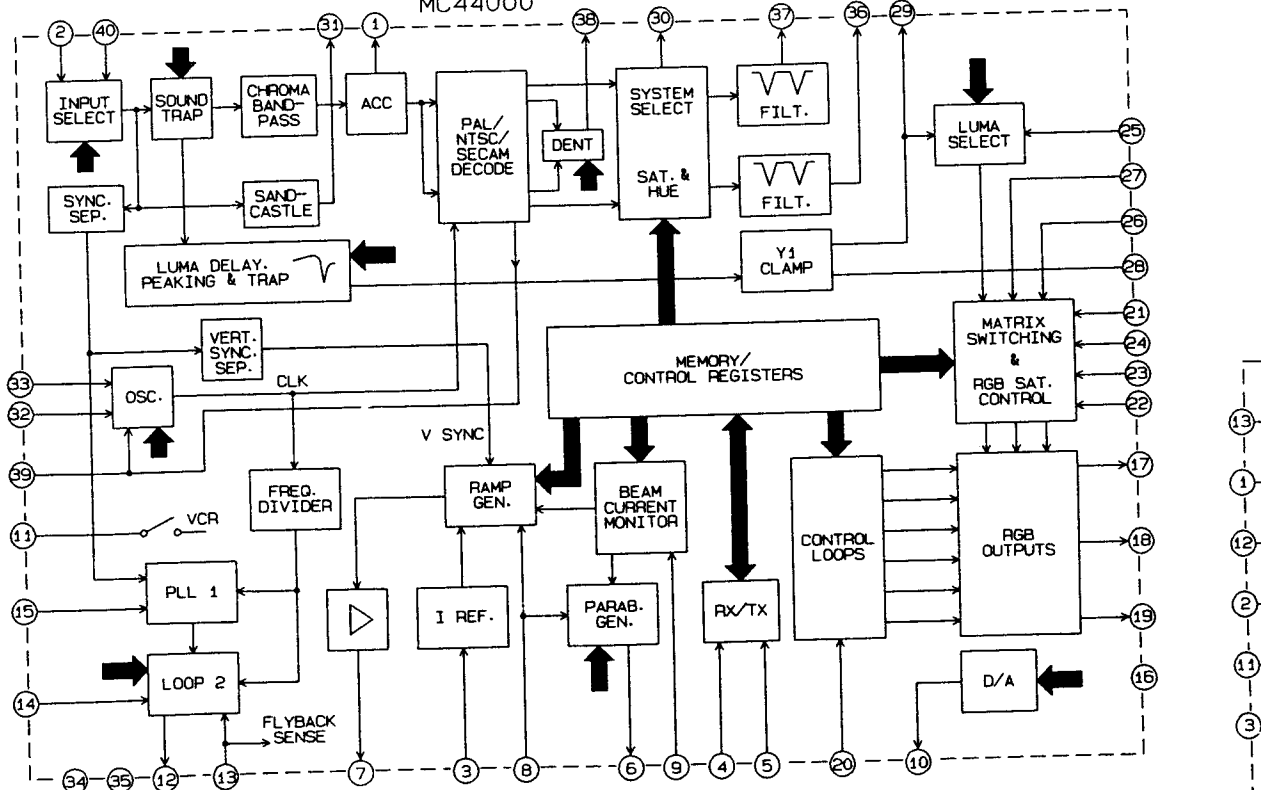 MC44000
2
40
31
1
38
30
37
36
29
INPUT
SELECT
SOUND
TRAP
CHROMA
BAND-
PASS
ACC
PAL/
NTSC/
SECAM
DECODE
DENT
SYSTEM
SELECT
SAT. &
HUE
FILT.
FILT.
LUMA
SELECT
25
27
26
28
SYNC.
SEP.
SAND-
CASTLE
LUMA DELAY.
PEAKING & TRAP
Y1
CLAMP
VERT.
SYNC.
SEP.
MEMORY/
CONTROL REGISTERS
MATRIX
SWITCHING
&
RGB SAT.
CONTROL
21
24
23
22
33
32
39
OSC.
CLK
V SYNC
FREQ.
DIVIDER
RAMP
GEN.
BEAM
CURRENT
MONITOR
CONTROL
LOOPS
RGB
OUTPUTS
17
18
19
16
11
VCR
15
PLL 1
I REF.
PARAB.
GEN.
RX/TX
14
LOOP 2
D/A
FLYBACK
SENSE
34
35
12
13
7
3
8
6
9
4
5
20
10
13
1
12
2
11
3